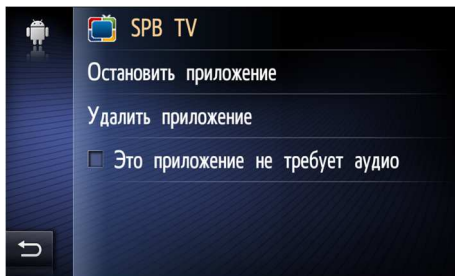 SPB TV
Остановить приложение
Удалить приложение
Это приложение не требует аудио